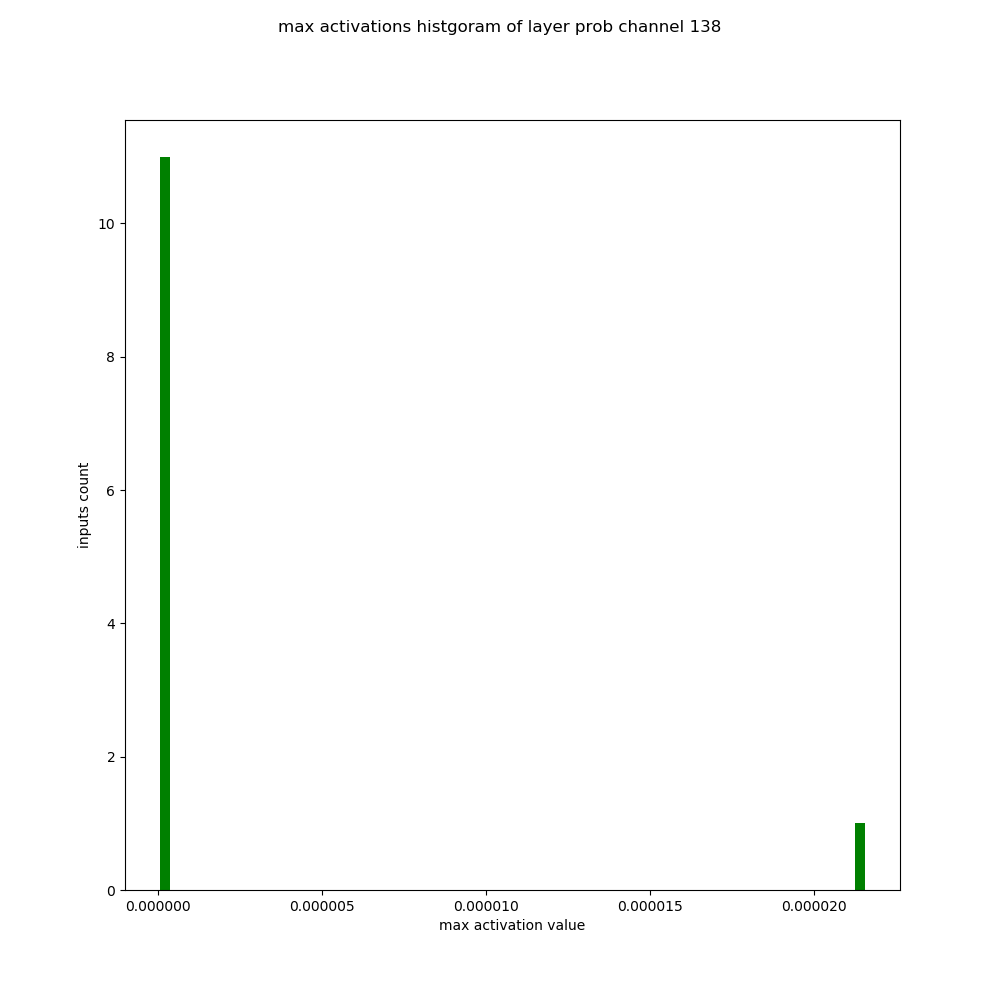 max activations histgoram of layer prob channel 138
10
8
6
4
2
0
inputs count
0.000000 0.000005 0.000010 0.000015 0.000020
max activation value